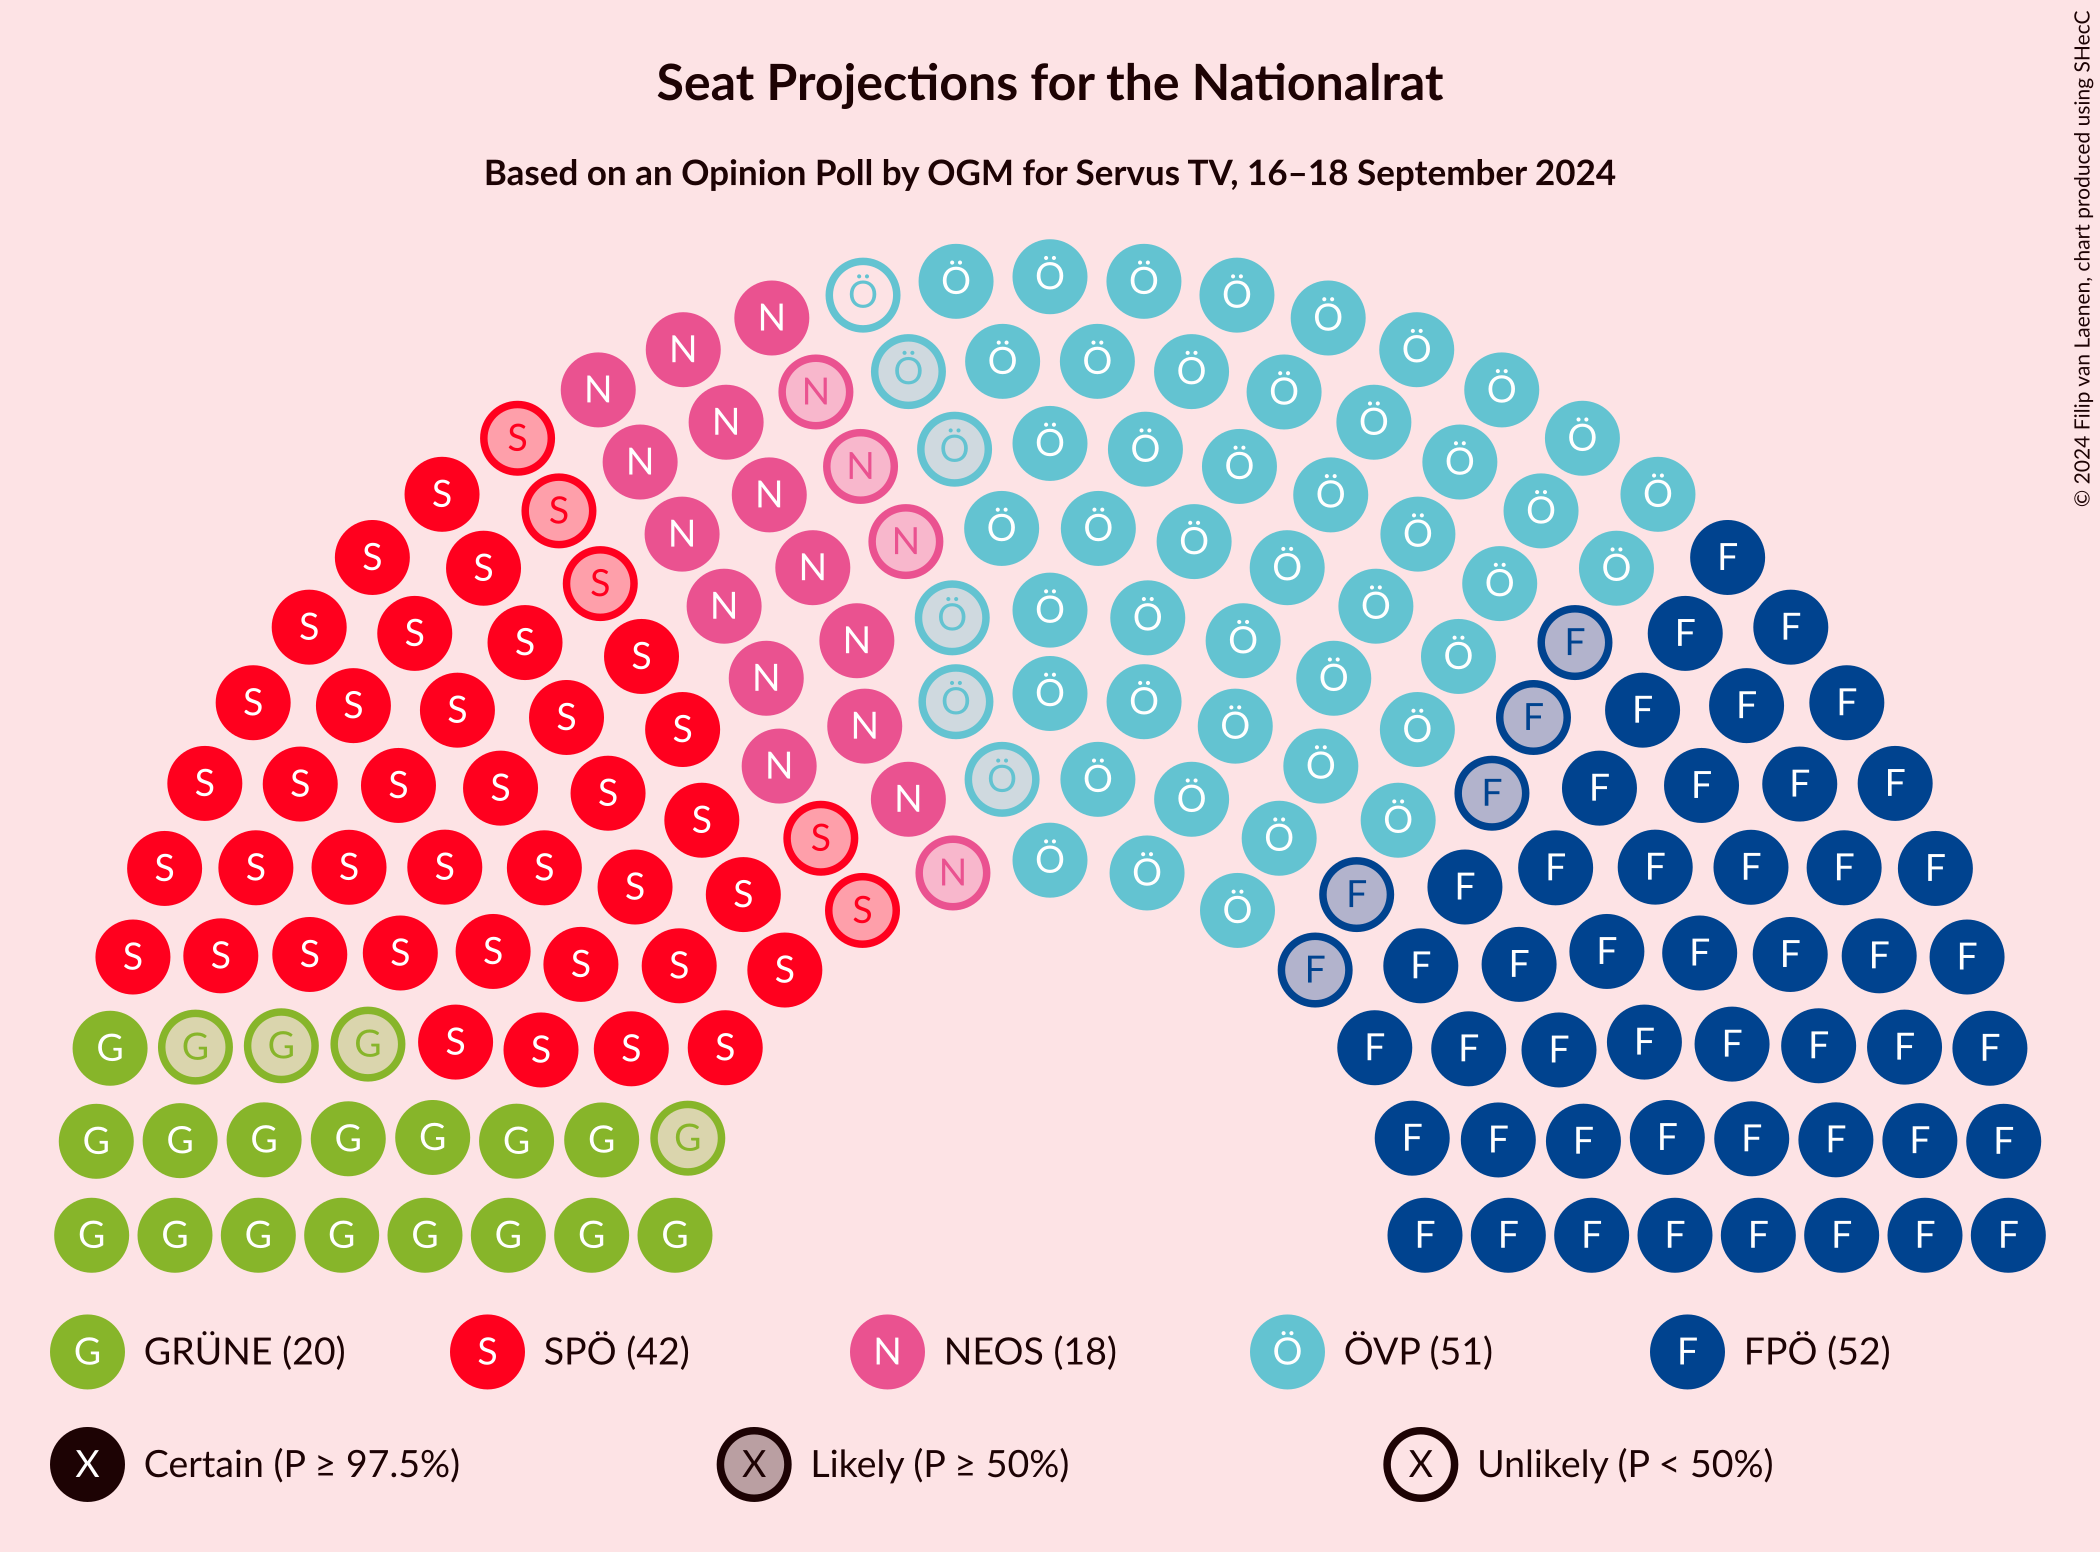 Seat Projections for the Nationalrat
Based on an Opinion Poll by OGM for Servus TV, 16–18 September 2024
© 2024 Filip van Laenen, chart produced using SHecC
Ö Ö Ö Ö Ö
N Ö
N Ö Ö Ö Ö Ö
N N Ö Ö
S N Ö Ö Ö Ö Ö
S N N Ö Ö
S S N N Ö Ö Ö Ö Ö Ö
S S N N Ö Ö Ö F
S S S N Ö Ö Ö Ö Ö F F
S S S N N Ö Ö Ö Ö Ö F F F
S S S S S N N Ö Ö Ö Ö Ö F F F F
S S S S S S S N Ö Ö Ö Ö Ö F F F F F
S S S S S S S S N Ö Ö Ö F F F F F F F
S S S S S S S S F F F F F F F F
G G G G S S S S F F F F F F F F
G G G G G G G G F F F F F F F F
G G G G G G G G F F F F F F F F
G GRÜNE (20) S SPÖ (42) N NEOS (18) Ö ÖVP (51) F FPÖ (52)
X Certain (P ≥ 97.5%) X Likely (P ≥ 50%) X Unlikely (P < 50%)